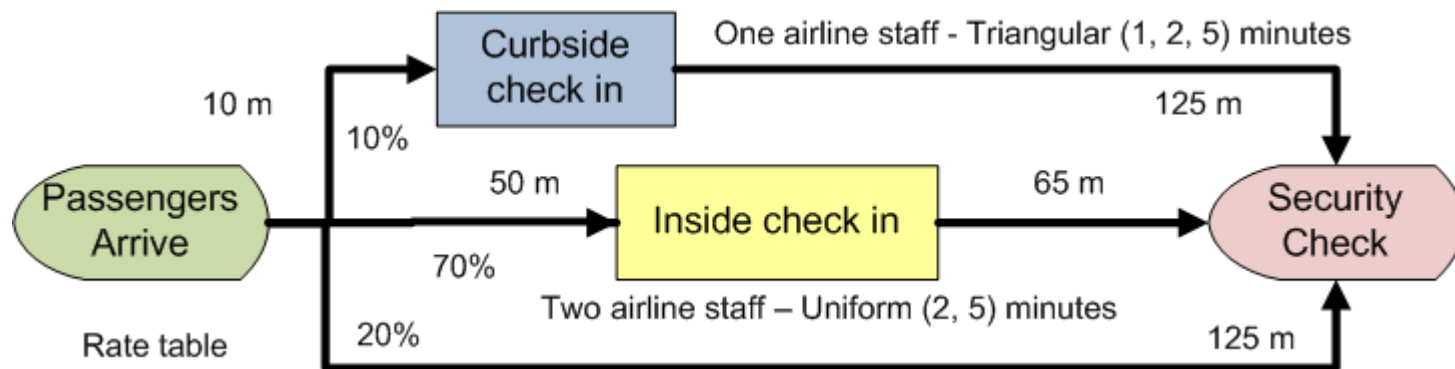 Curbside
check in
One airline staff - Triangular (1, 2, 5) minutes
10 m
125 m
10%
Passengers
Arrive
50 m
Inside check in
65 m
Security
Check
70%
Two airline staff – Uniform (2, 5) minutes
Rate table
20%
125 m